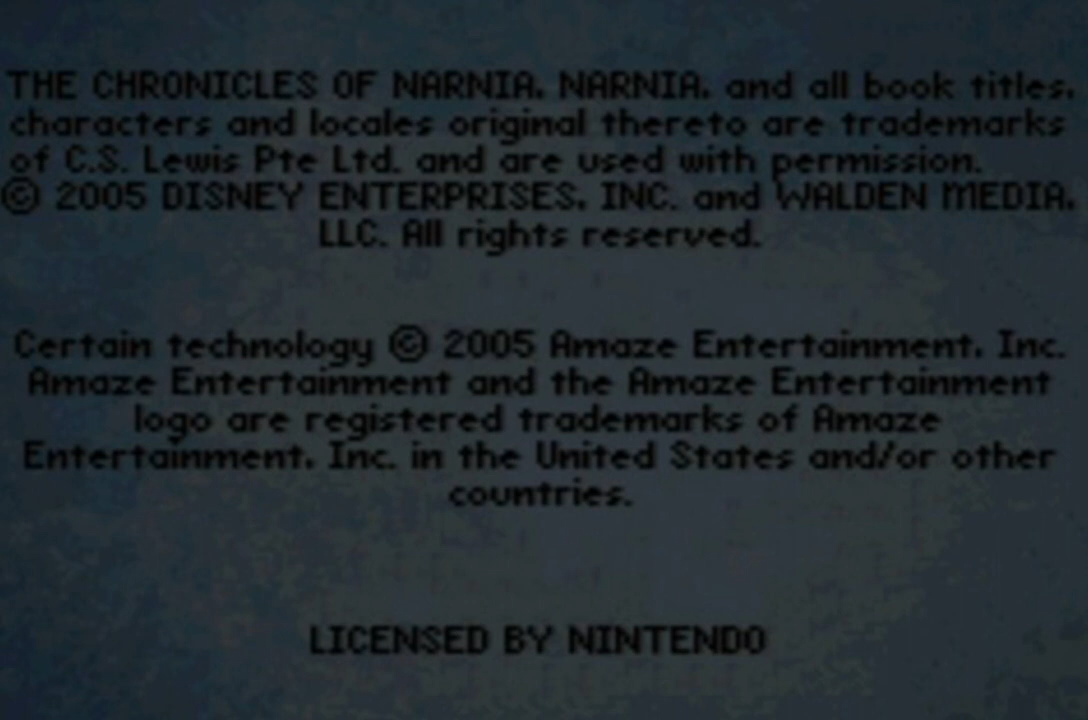 THE CHRONICLES OF NARNIA, NARNIA, and all book titles,
characters and locales original thereto are trademarks
of C.S. Lewis Pte Ltd. and are used with permission.
© 2005 DISNEY ENTERPRISES, INC. and WALDEN MEDIA,
LLC. All rights reserved.
Certain technology © 2005 Amaze Entertainment, Inc.
Amaze Entertainment and the Amaze Entertainment
logo are registered trademarks of Amaze
Entertainment, Inc. in the United States and/or other
countries.
LICENSED BY NINTENDO